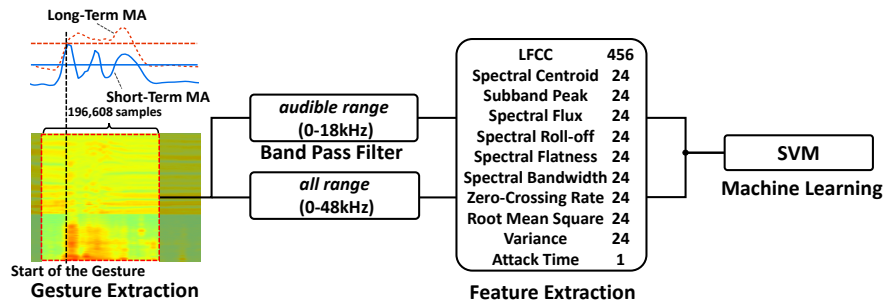 Long-Term MA
Short-Term MA
196,608 samples
Start of the Gesture
Gesture Extraction
audible range
(0-18kHz)
Band Pass Filter
all range
(0-48kHz)
LFCC 456
Spectral Centroid 24
Subband Peak 24
Spectral Flux 24
Spectral Roll-off 24
Spectral Flatness 24
Spectral Bandwidth 24
Zero-Crossing Rate 24
Root Mean Square 24
Variance 24
Attack Time 1
Feature Extraction
SVM
Machine Learning